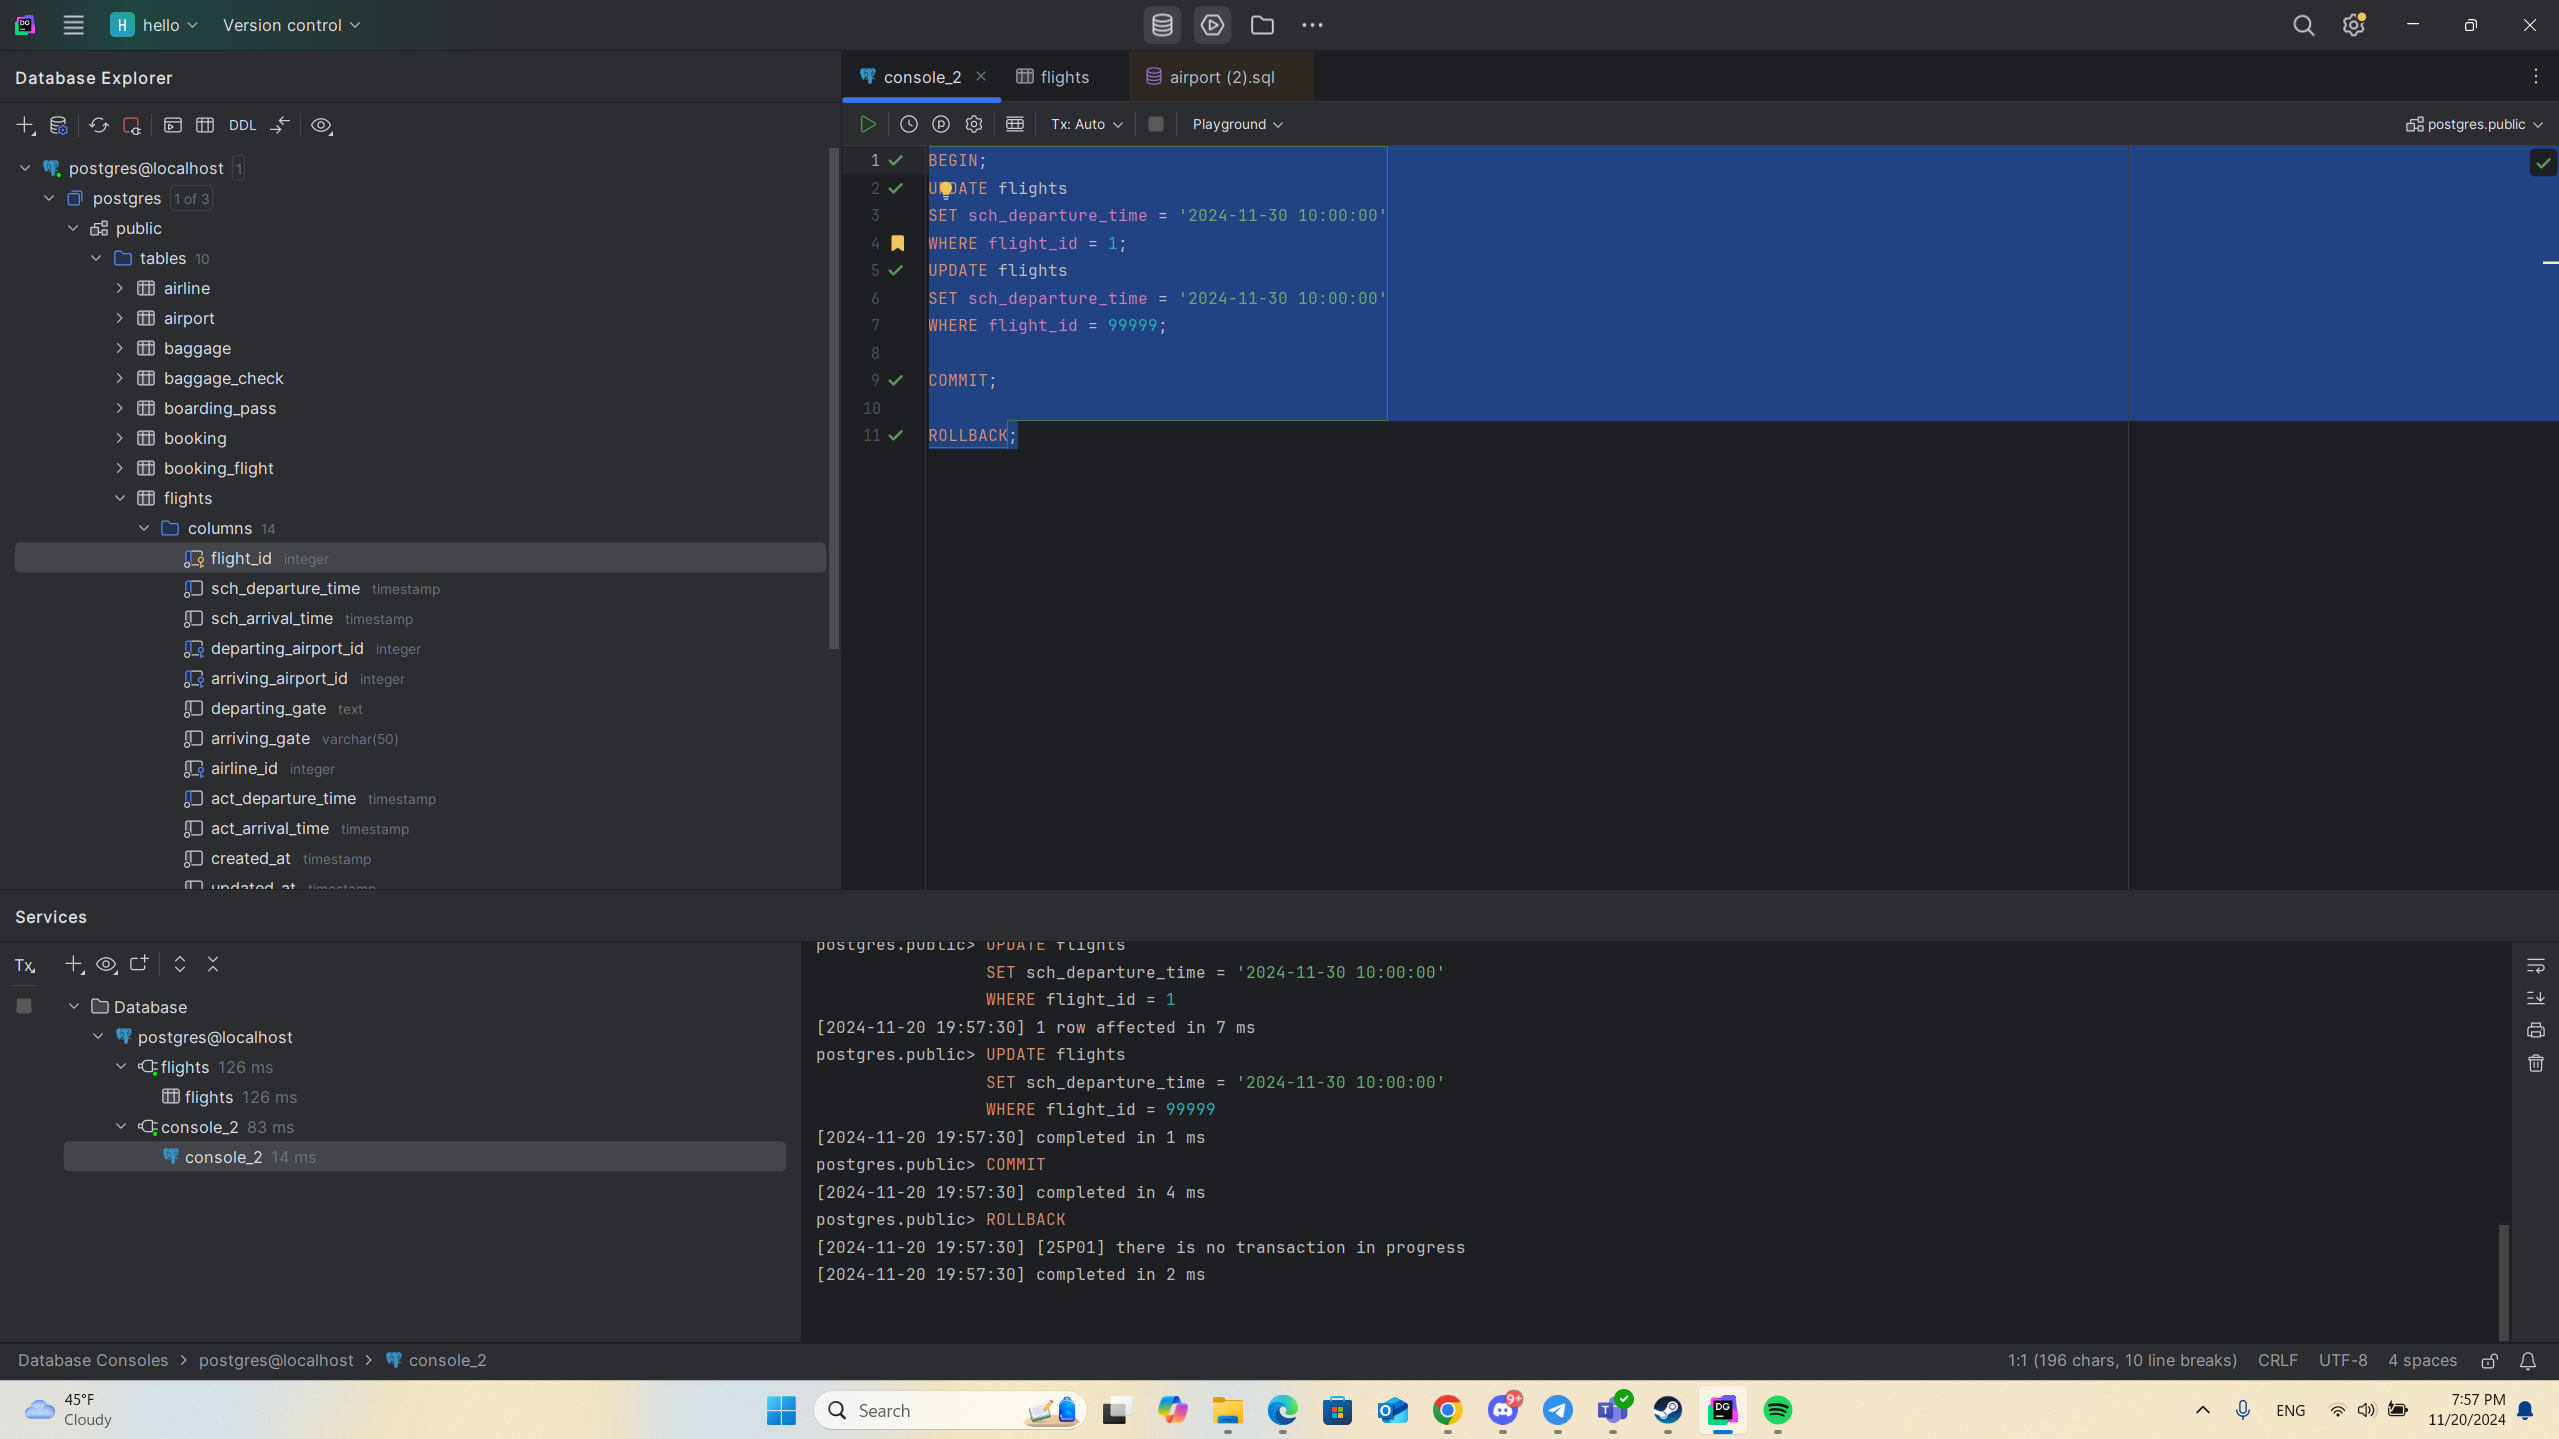 H hello Version control
Database Explorer
DDL
postgres@localhost 1
postgres 1 of 3
public
tables 10
airline
airport
baggage
baggage_check
boarding_pass
booking
booking_flight
flights
columns 14
flight_id integer
sch_departure_time timestamp
sch_arrival_time timestamp
departing_airport_id integer
arriving_airport_id integer
departing_gate text
arriving_gate varchar(50)
airline_id integer
act_departure_time timestamp
act_arrival_time timestamp
created_at timestamp
updated_at timestamp
console_2 flights airport (2).sql
Tx: Auto Playground postgres.public
1 BEGIN;
2 UPDATE flights
3 SET sch_departure_time = '2024-11-30 10:00:00'
4 WHERE flight_id = 1;
5 UPDATE flights
6 SET sch_departure_time = '2024-11-30 10:00:00'
7 WHERE flight_id = 99999;
8
9 COMMIT;
10
11 ROLLBACK;
Services
Tx
Database
postgres@localhost
flights 126 ms
flights 126 ms
console_2 83 ms
console_2 14 ms
postgres.public> UPDATE flights
SET sch_departure_time = '2024-11-30 10:00:00'
WHERE flight_id = 1
[2024-11-20 19:57:30] 1 row affected in 7 ms
postgres.public> UPDATE flights
SET sch_departure_time = '2024-11-30 10:00:00'
WHERE flight_id = 99999
[2024-11-20 19:57:30] completed in 1 ms
postgres.public> COMMIT
[2024-11-20 19:57:30] completed in 4 ms
postgres.public> ROLLBACK
[2024-11-20 19:57:30] [25P01] there is no transaction in progress
[2024-11-20 19:57:30] completed in 2 ms
Database Consoles > postgres@localhost > console_2
1:1 (196 chars, 10 line breaks) CRLF UTF-8 4 spaces
45°F
Cloudy
Search
9+
DG
ENG
7:57 PM
11/20/2024